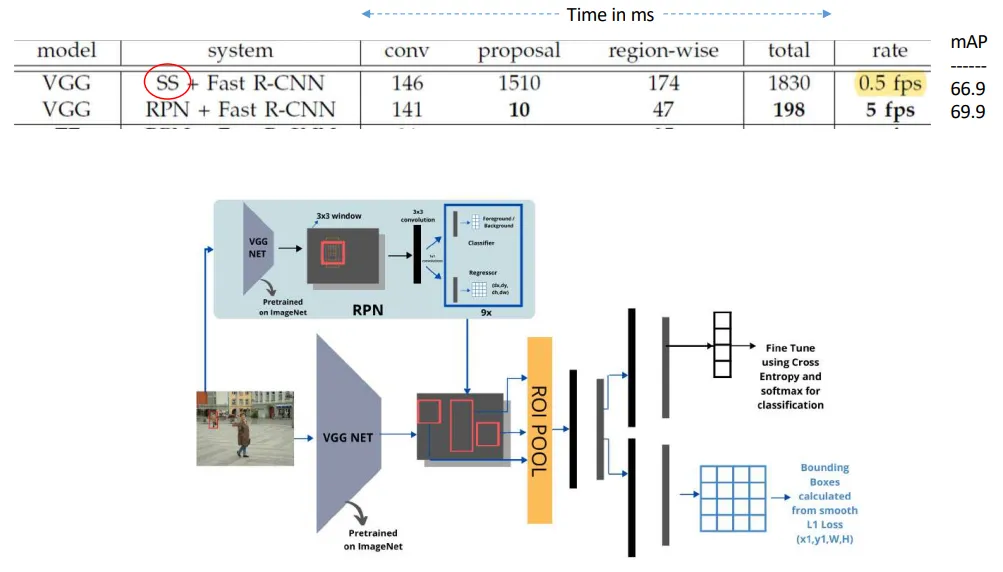 Time in ms
model system conv proposal region-wise total rate mAP
------
VGG SS + Fast R-CNN 146 1510 174 1830 0.5 fps 66.9
VGG RPN + Fast R-CNN 141 10 47 198 5 fps 69.9
3x3 window
3x3
convolution
VGG
NET
Foreground /
Background
Classifier
1x1
convolution
Regressor
(dx,dy,
dh,dw)
Pretrained
on ImageNet
RPN
9x
VGG NET
Pretrained
on ImageNet
ROI POOL
Fine Tune
using Cross
Entropy and
softmax for
classification
Bounding
Boxes
calculated
from smooth
L1 Loss
(x1,y1,W,H)